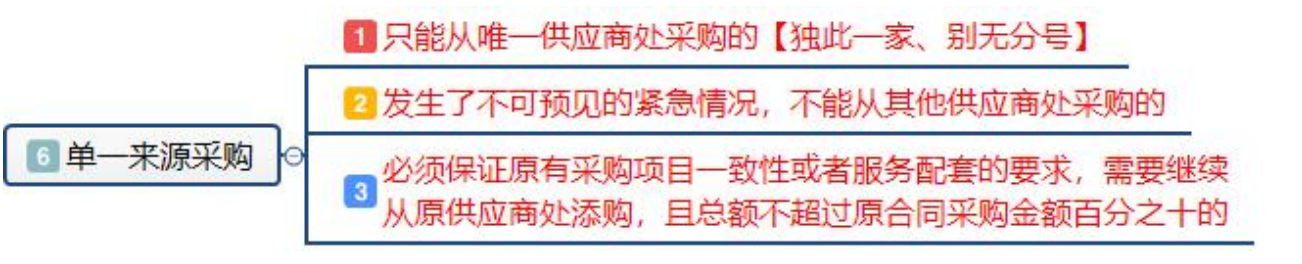 1 只能从唯一供应商处采购的【独此一家、别无分号】
2 发生了不可预见的紧急情况，不能从其他供应商处采购的
6 单一来源采购
3 必须保证原有采购项目一致性或者服务配套的要求，需要继续
从原供应商处添购，且总额不超过原合同采购金额百分之十的